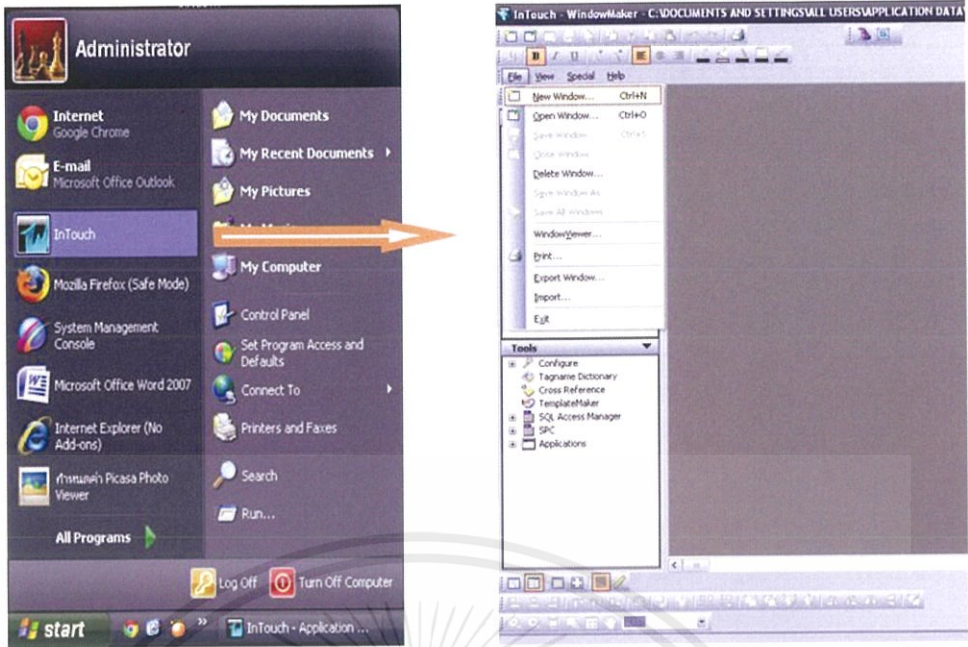 Administrator
Internet
Google Chrome
E-mail
Microsoft Office Outlook
InTouch
Mozilla Firefox (Safe Mode)
System Management
Console
Microsoft Office Word 2007
Internet Explorer (No
Add-ons)
กำหนดค่า Picasa Photo
Viewer
All Programs
My Documents
My Recent Documents
My Pictures
My Computer
Control Panel
Set Program Access and
Defaults
Connect To
Printers and Faxes
Search
Run...
Log Off
Turn Off Computer
start
InTouch - Application ...
InTouch - WindowMaker - C:\DOCUMENTS AND SETTINGS\ALL USERS\APPLICATION DATA\
B I U
File View Special Help
New Window... Ctrl+N
Open Window... Ctrl+O
Save Window Ctrl+S
Close Window
Delete Window...
Save Window As
Save All Windows
WindowViewer...
Print...
Export Window...
Import...
Exit
Tools
Configure
Tagname Dictionary
Cross Reference
TemplateMaker
SQL Access Manager
SPC
Applications